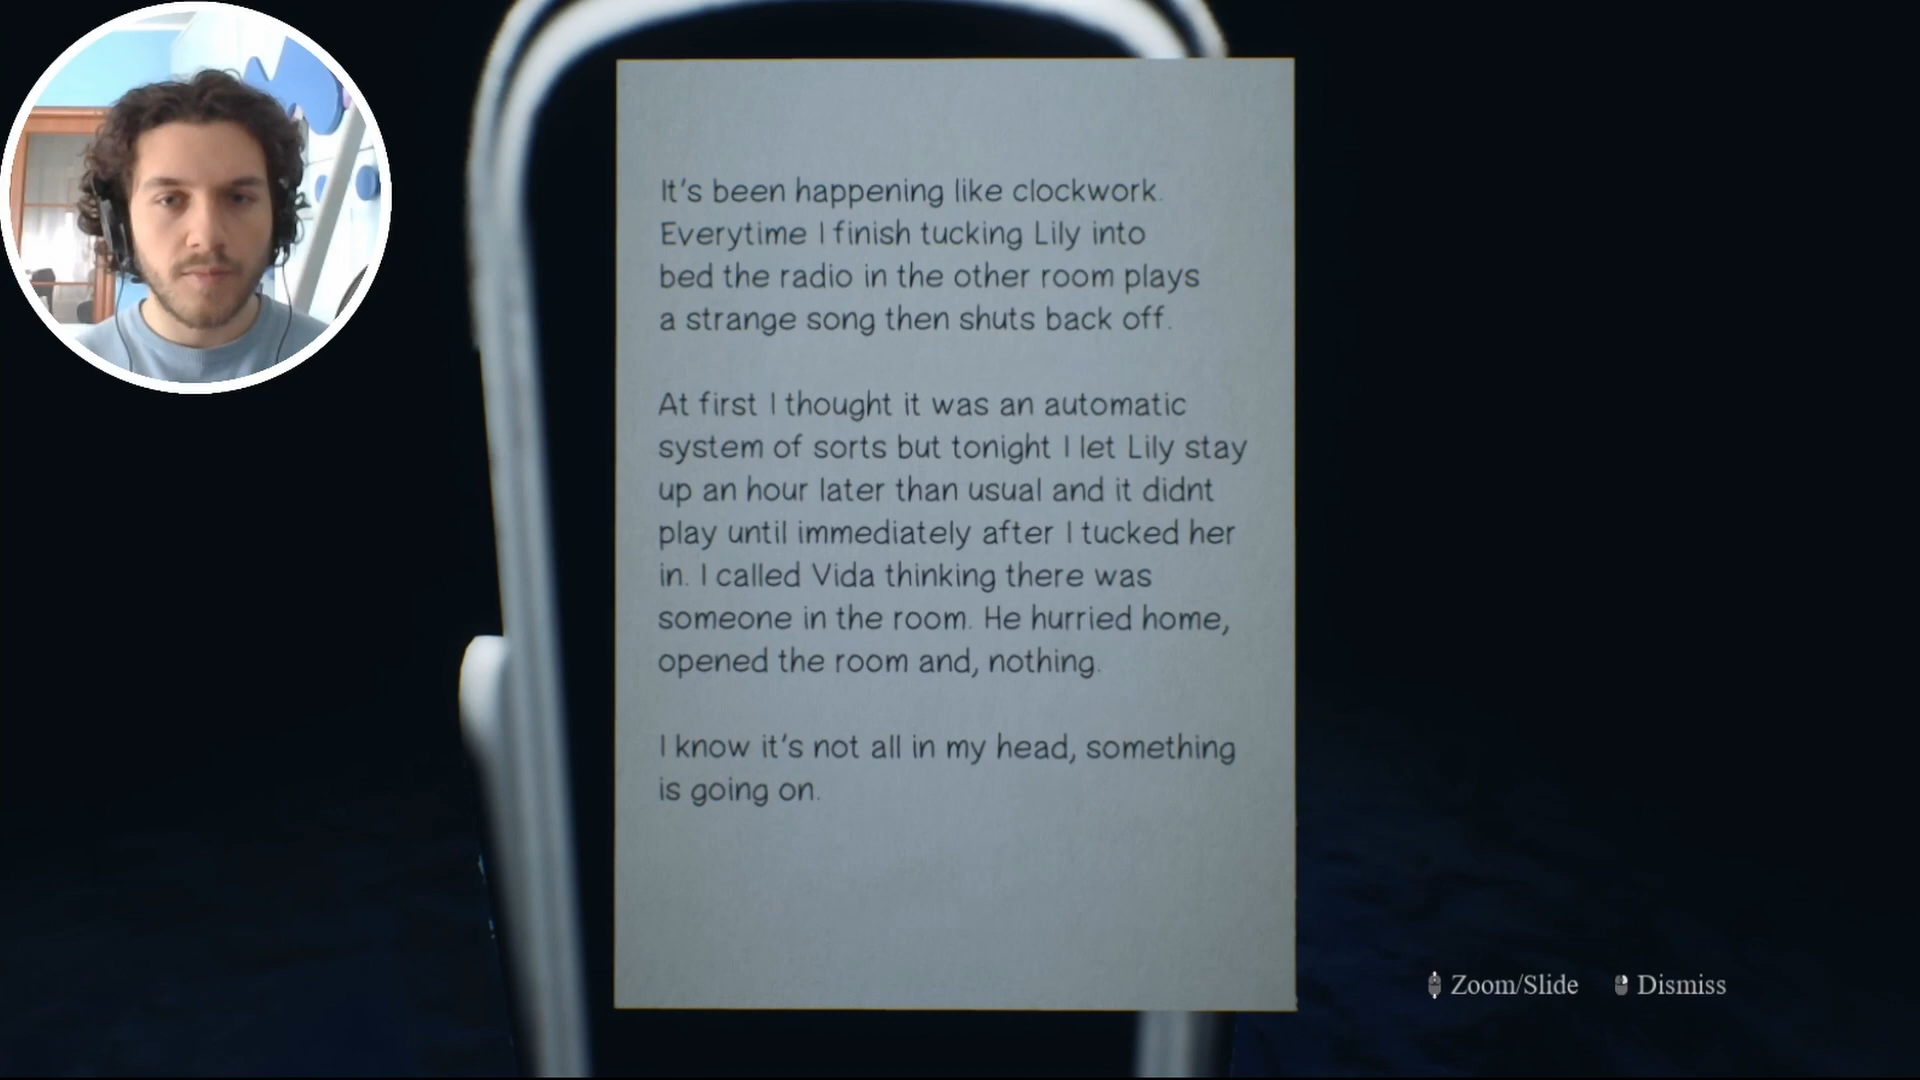 It's been happening like clockwork.
Everytime I finish tucking Lily into
bed the radio in the other room plays
a strange song then shuts back off.
At first I thought it was an automatic
system of sorts but tonight I let Lily stay
up an hour later than usual and it didnt
play until immediately after I tucked her
in. I called Vida thinking there was
someone in the room. He hurried home,
opened the room and, nothing.
I know it's not all in my head, something
is going on.
Zoom/Slide Dismiss